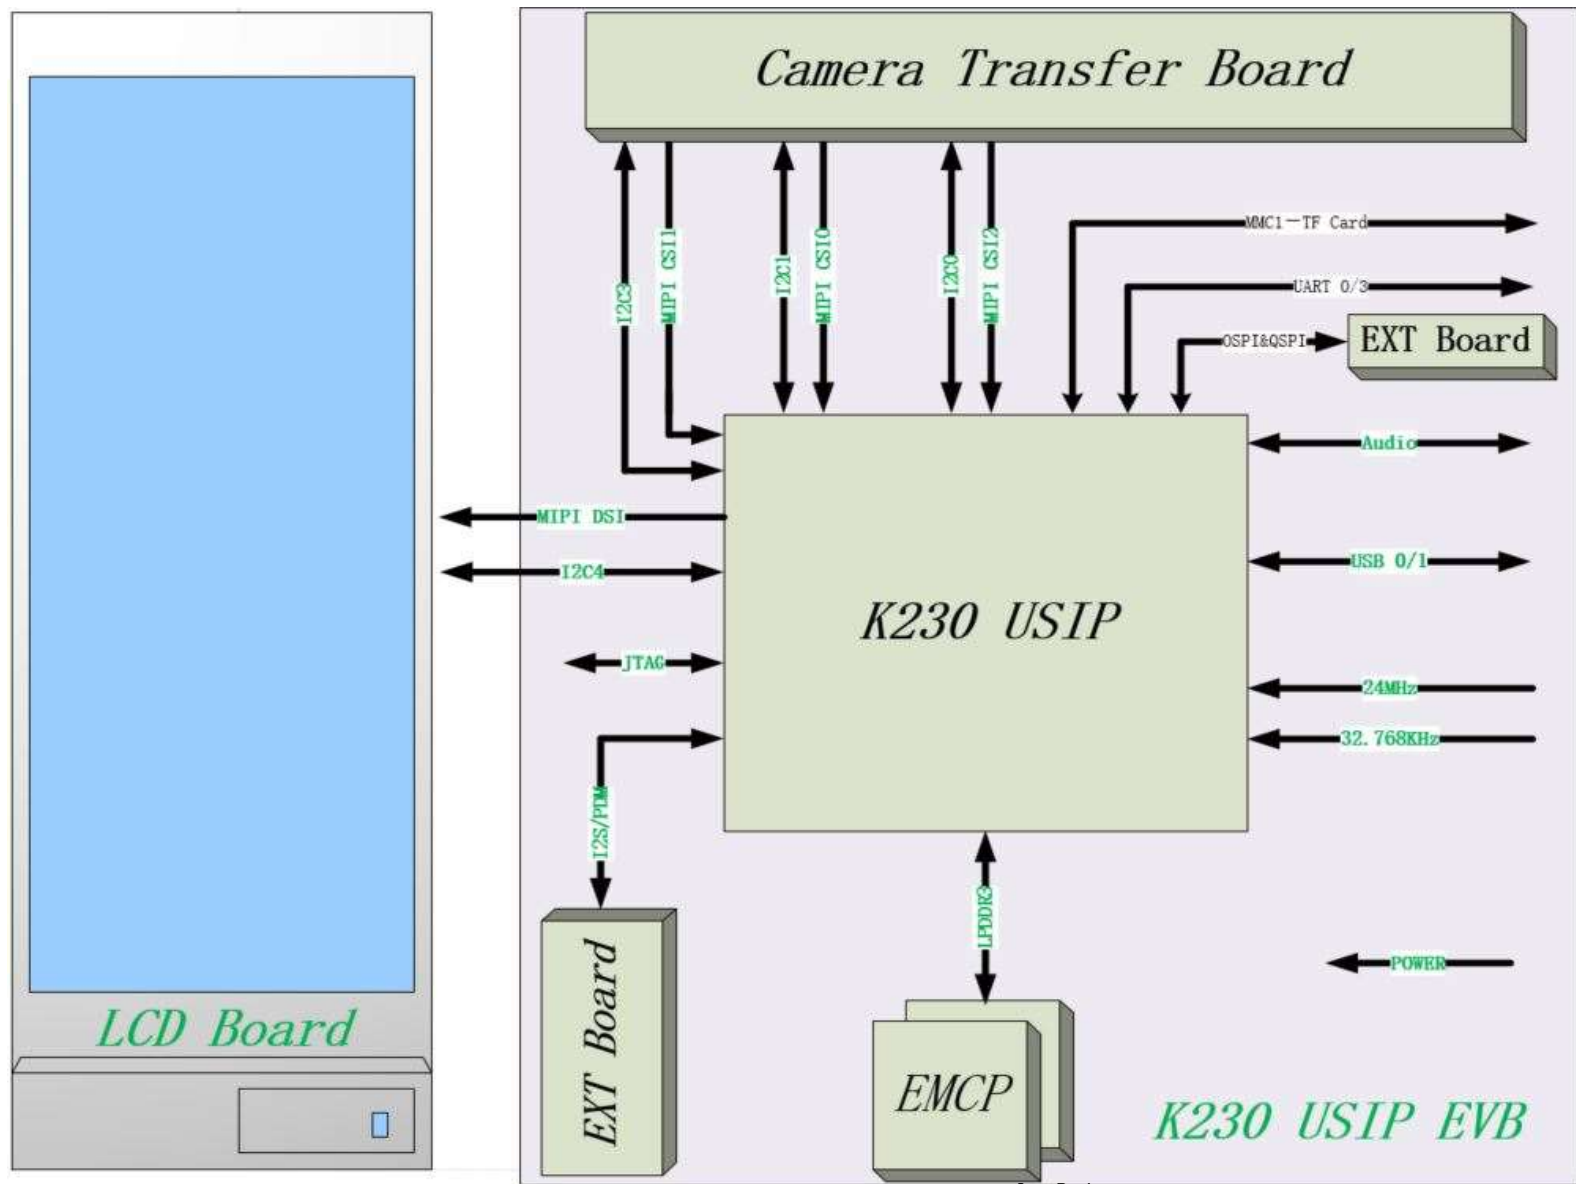 Camera Transfer Board
MMC1－TF Card
UART 0/3
OSPI&QSPI
EXT Board
I2C3
MIPI CSI1
I2C1
MIPI CSI0
I2C0
MIPI CSI2
Audio
MIPI DSI
I2C4
USB 0/1
K230 USIP
JTAG
24MHz
32.768KHz
I2S/PDM
LPDDR3
POWER
EXT Board
LCD Board
EMCP
K230 USIP EVB